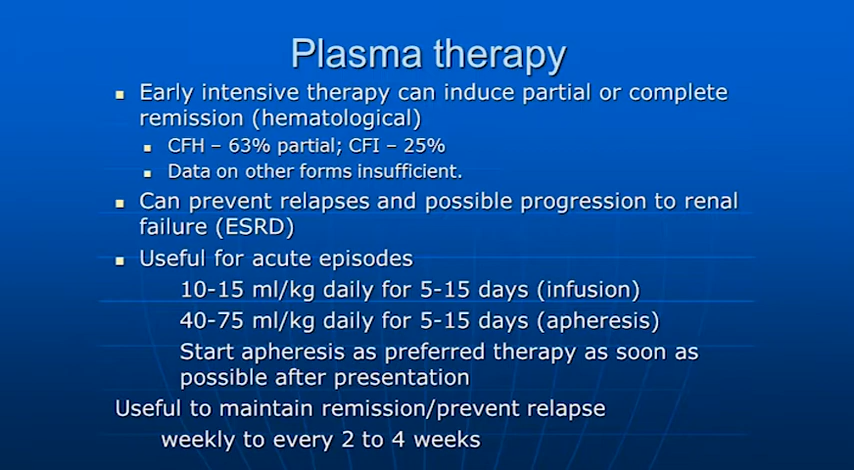 Plasma therapy
Early intensive therapy can induce partial or complete
remission (hematological)
CFH – 63% partial; CFI – 25%
Data on other forms insufficient.
Can prevent relapses and possible progression to renal
failure (ESRD)
Useful for acute episodes
10-15 ml/kg daily for 5-15 days (infusion)
40-75 ml/kg daily for 5-15 days (apheresis)
Start apheresis as preferred therapy as soon as
possible after presentation
Useful to maintain remission/prevent relapse
weekly to every 2 to 4 weeks